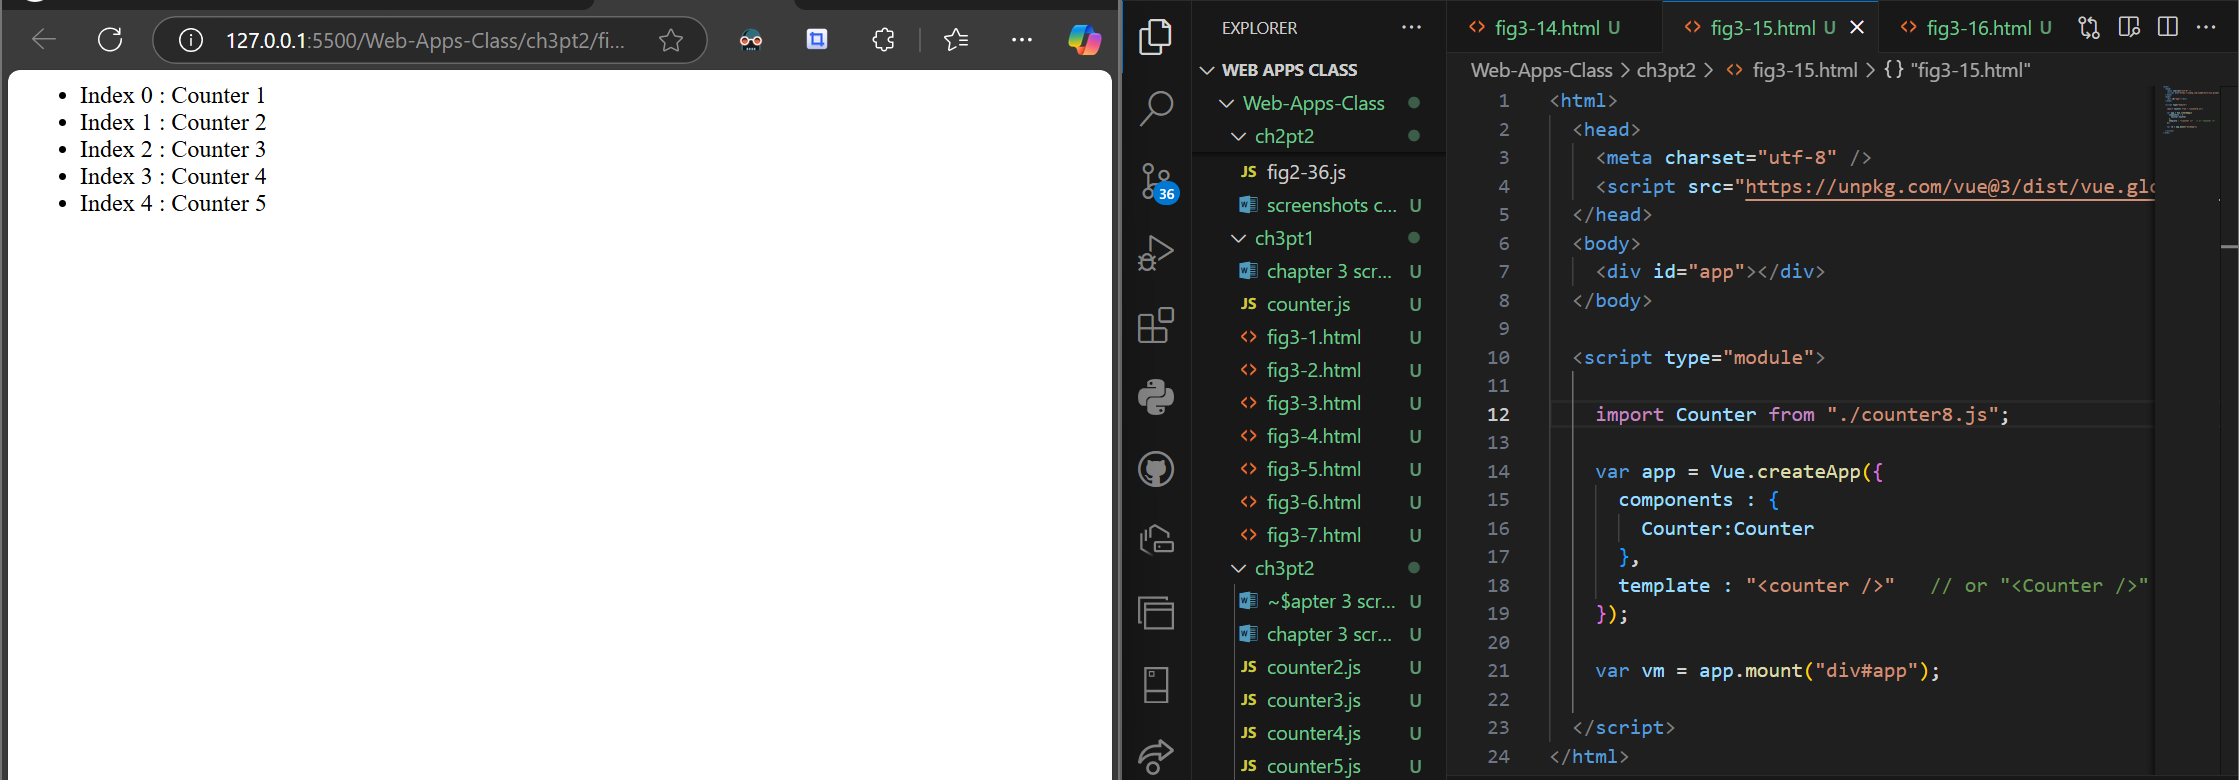 127.0.0.1:5500/Web-Apps-Class/ch3pt2/fi...
• Index 0 : Counter 1
• Index 1 : Counter 2
• Index 2 : Counter 3
• Index 3 : Counter 4
• Index 4 : Counter 5
36
EXPLORER
WEB APPS CLASS
Web-Apps-Class
ch2pt2
JS fig2-36.js
screenshots c... U
ch3pt1
chapter 3 scr... U
JS counter.js U
<> fig3-1.html U
<> fig3-2.html U
<> fig3-3.html U
<> fig3-4.html U
<> fig3-5.html U
<> fig3-6.html U
<> fig3-7.html U
ch3pt2
~$apter 3 scr... U
chapter 3 scr... U
JS counter2.js U
JS counter3.js U
JS counter4.js U
JS counter5.js U
<> fig3-14.html U <> fig3-15.html U <> fig3-16.html U
Web-Apps-Class > ch3pt2 > <> fig3-15.html > {} "fig3-15.html"
1 <html>
2 <head>
3 <meta charset="utf-8" />
4 <script src="https://unpkg.com/vue@3/dist/vue.glo
5 </head>
6 <body>
7 <div id="app"></div>
8 </body>
9
10 <script type="module">
11
12 import Counter from "./counter8.js";
13
14 var app = Vue.createApp({
15 components : {
16 Counter:Counter
17 },
18 template : "<counter />" // or "<Counter />"
19 });
20
21 var vm = app.mount("div#app");
22
23 </script>
24 </html>